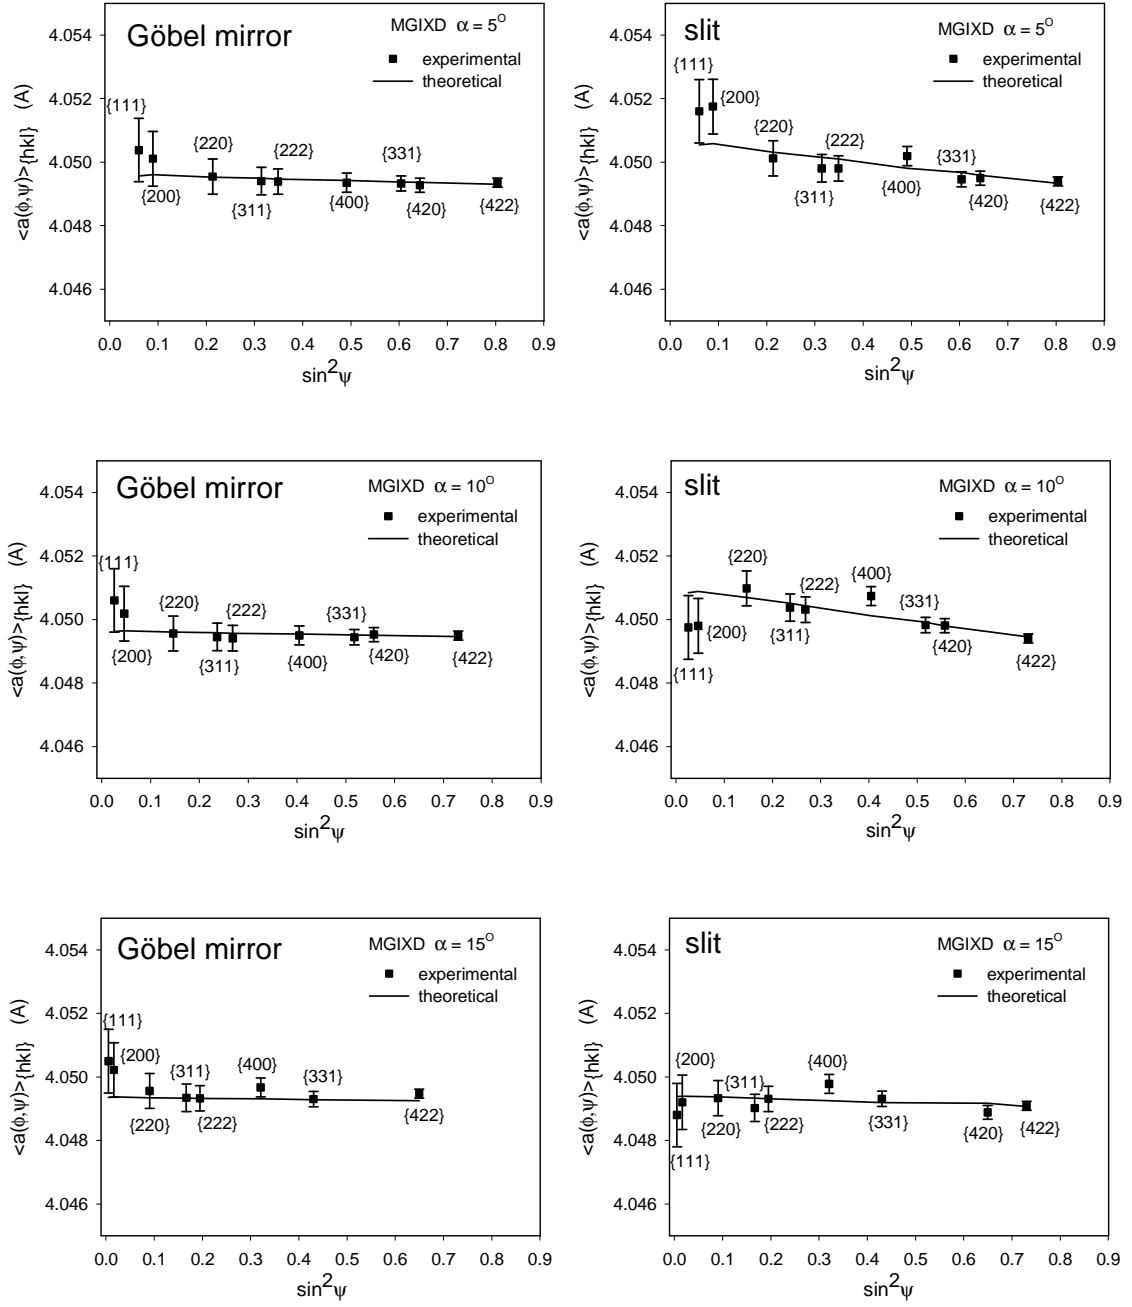 Göbel mirror
MGIXD α = 5O
experimental
theoretical
<a(ϕ,ψ)>{hkl} (A)
4.054
4.052
4.050
4.048
4.046
{111}
{200}
{220}
{311}
{222}
{400}
{331}
{420}
{422}
0.0 0.1 0.2 0.3 0.4 0.5 0.6 0.7 0.8 0.9
sin2ψ
slit
MGIXD α = 5O
experimental
theoretical
<a(ϕ,ψ)>{hkl} (A)
4.054
4.052
4.050
4.048
4.046
{111}
{200}
{220}
{311}
{222}
{400}
{331}
{420}
{422}
0.0 0.1 0.2 0.3 0.4 0.5 0.6 0.7 0.8 0.9
sin2ψ
Göbel mirror
MGIXD α = 10O
experimental
theoretical
<a(ϕ,ψ)>{hkl} (A)
4.054
4.052
4.050
4.048
4.046
{111}
{200}
{220}
{311}
{222}
{400}
{331}
{420}
{422}
0.0 0.1 0.2 0.3 0.4 0.5 0.6 0.7 0.8 0.9
sin2ψ
slit
MGIXD α = 10O
experimental
theoretical
<a(ϕ,ψ)>{hkl} (A)
4.054
4.052
4.050
4.048
4.046
{111}
{200}
{220}
{311}
{222}
{400}
{331}
{420}
{422}
0.0 0.1 0.2 0.3 0.4 0.5 0.6 0.7 0.8 0.9
sin2ψ
Göbel mirror
MGIXD α = 15O
experimental
theoretical
<a(ϕ,ψ)>{hkl} (A)
4.054
4.052
4.050
4.048
4.046
{111}
{200}
{220}
{311}
{222}
{400}
{331}
{422}
0.0 0.1 0.2 0.3 0.4 0.5 0.6 0.7 0.8 0.9
sin2ψ
slit
MGIXD α = 15O
experimental
theoretical
<a(ϕ,ψ)>{hkl} (A)
4.054
4.052
4.050
4.048
4.046
{111}
{200}
{220}
{311}
{222}
{400}
{331}
{420}
{422}
0.0 0.1 0.2 0.3 0.4 0.5 0.6 0.7 0.8 0.9
sin2ψ